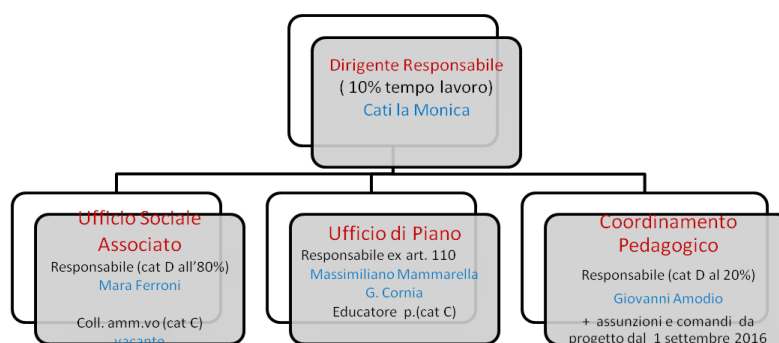 Dirigente Responsabile
( 10% tempo lavoro)
Cati la Monica
Ufficio Sociale
Associato
Responsabile (cat D all'80%)
Mara Ferroni
Coll. amm.vo (cat C)
vacante
Ufficio di Piano
Responsabile ex art. 110
Massimiliano Mammarella
G. Cornia
Educatore p.(cat C)
Coordinamento
Pedagogico
Responsabile (cat D al 20%)
Giovanni Amodio
+ assunzioni e comandi da
progetto dal 1 settembre 2016